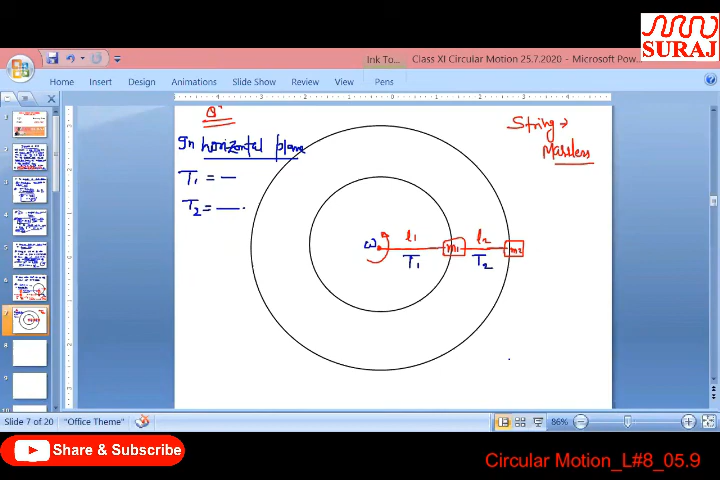 SURAJ
Ink To...
Class XI Circular Motion 25.7.2020 - Microsoft Pow...
Home
Insert
Design
Animations
Slide Show
Review
View
Developer
Format
Pens
Q
In horizontal plane
T1 = —
T2 = —.
String →
Massless
ω
l1
T1
m1
l2
T2
m2
Slide 7 of 20
"Office Theme"
86%
Share & Subscribe
Circular Motion_L#8_05.9